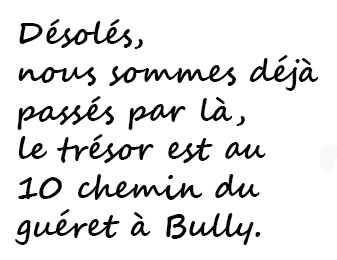 Désolés,
nous sommes déjà
passés par là,
le trésor est au
10 chemin du
guéret à Bully.